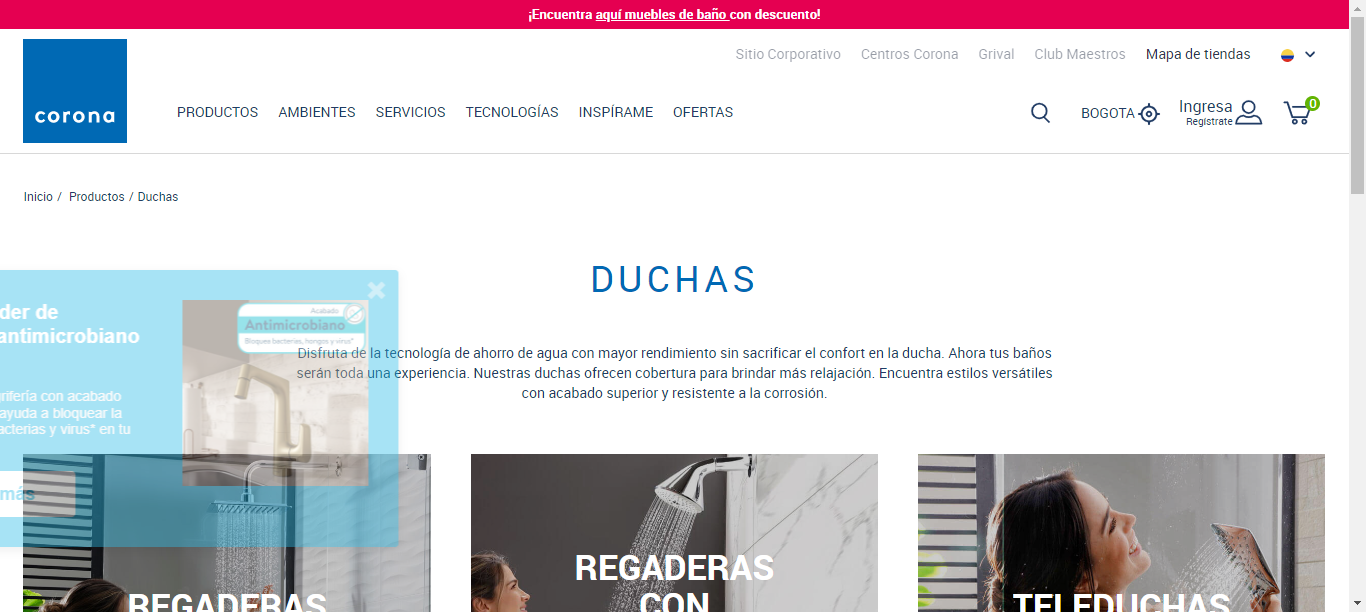 ¡Encuentra aquí muebles de baño con descuento!
Sitio Corporativo Centros Corona Grival Club Maestros Mapa de tiendas
corona
PRODUCTOS AMBIENTES SERVICIOS TECNOLOGÍAS INSPÍRAME OFERTAS
BOGOTA
Ingresa
Regístrate
0
Inicio / Productos / Duchas
DUCHAS
Disfruta de la tecnología de ahorro de agua con mayor rendimiento sin sacrificar el confort en la ducha. Ahora tus baños
serán toda una experiencia. Nuestras duchas ofrecen cobertura para brindar más relajación. Encuentra estilos versátiles
con acabado superior y resistente a la corrosión.
der de
antimicrobiano
Acabado
Antimicrobiano
Bloquea bacterias, hongos y virus*
grifería con acabado
ayuda a bloquear la
acterias y virus* en tu
más
REGADERAS
REGADERAS
CON
TELEDUCHAS